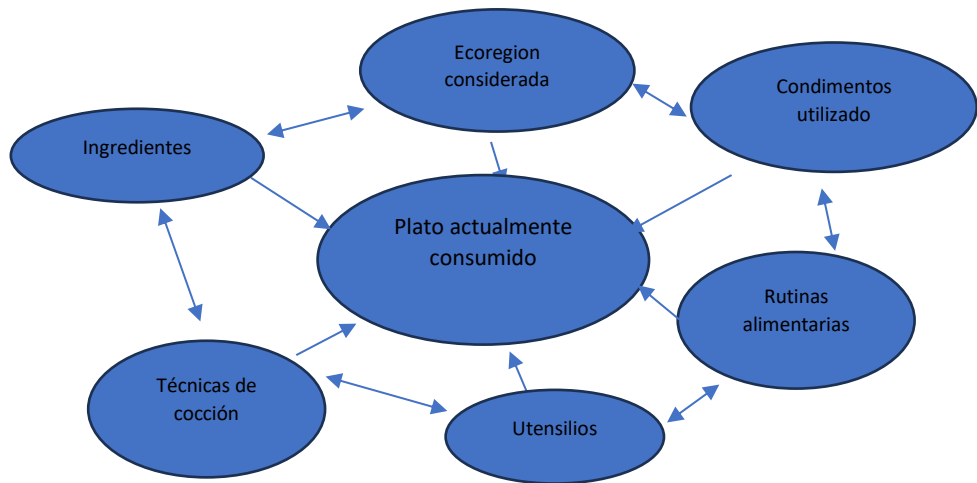 Ecoregion
considerada
Condimentos
utilizado
Ingredientes
Plato actualmente
consumido
Rutinas
alimentarias
Técnicas de
cocción
Utensilios